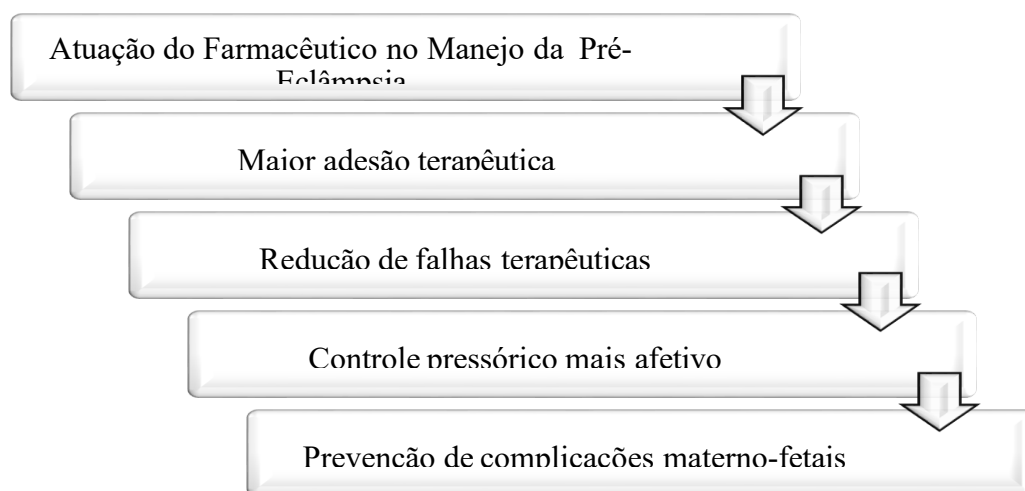 Atuação do Farmacêutico no Manejo da Pré-
Eclâmpsia
Maior adesão terapêutica
Redução de falhas terapêuticas
Controle pressórico mais afetivo
Prevenção de complicações materno-fetais